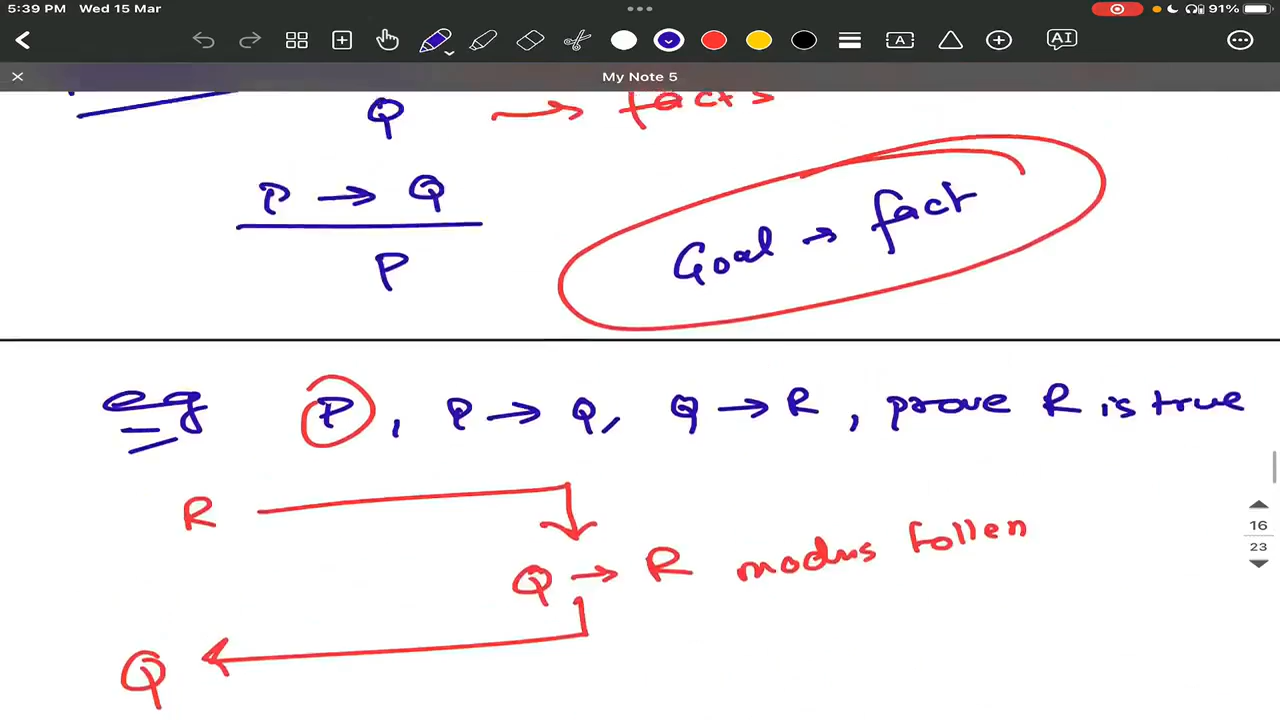 5:39 PM Wed 15 Mar
91%
A
AI
My Note 5
Q → facts
P → Q
P
Goal → fact
eg P, P → Q, Q → R, prove R is true
R
Q → R modus follen
Q
16
23